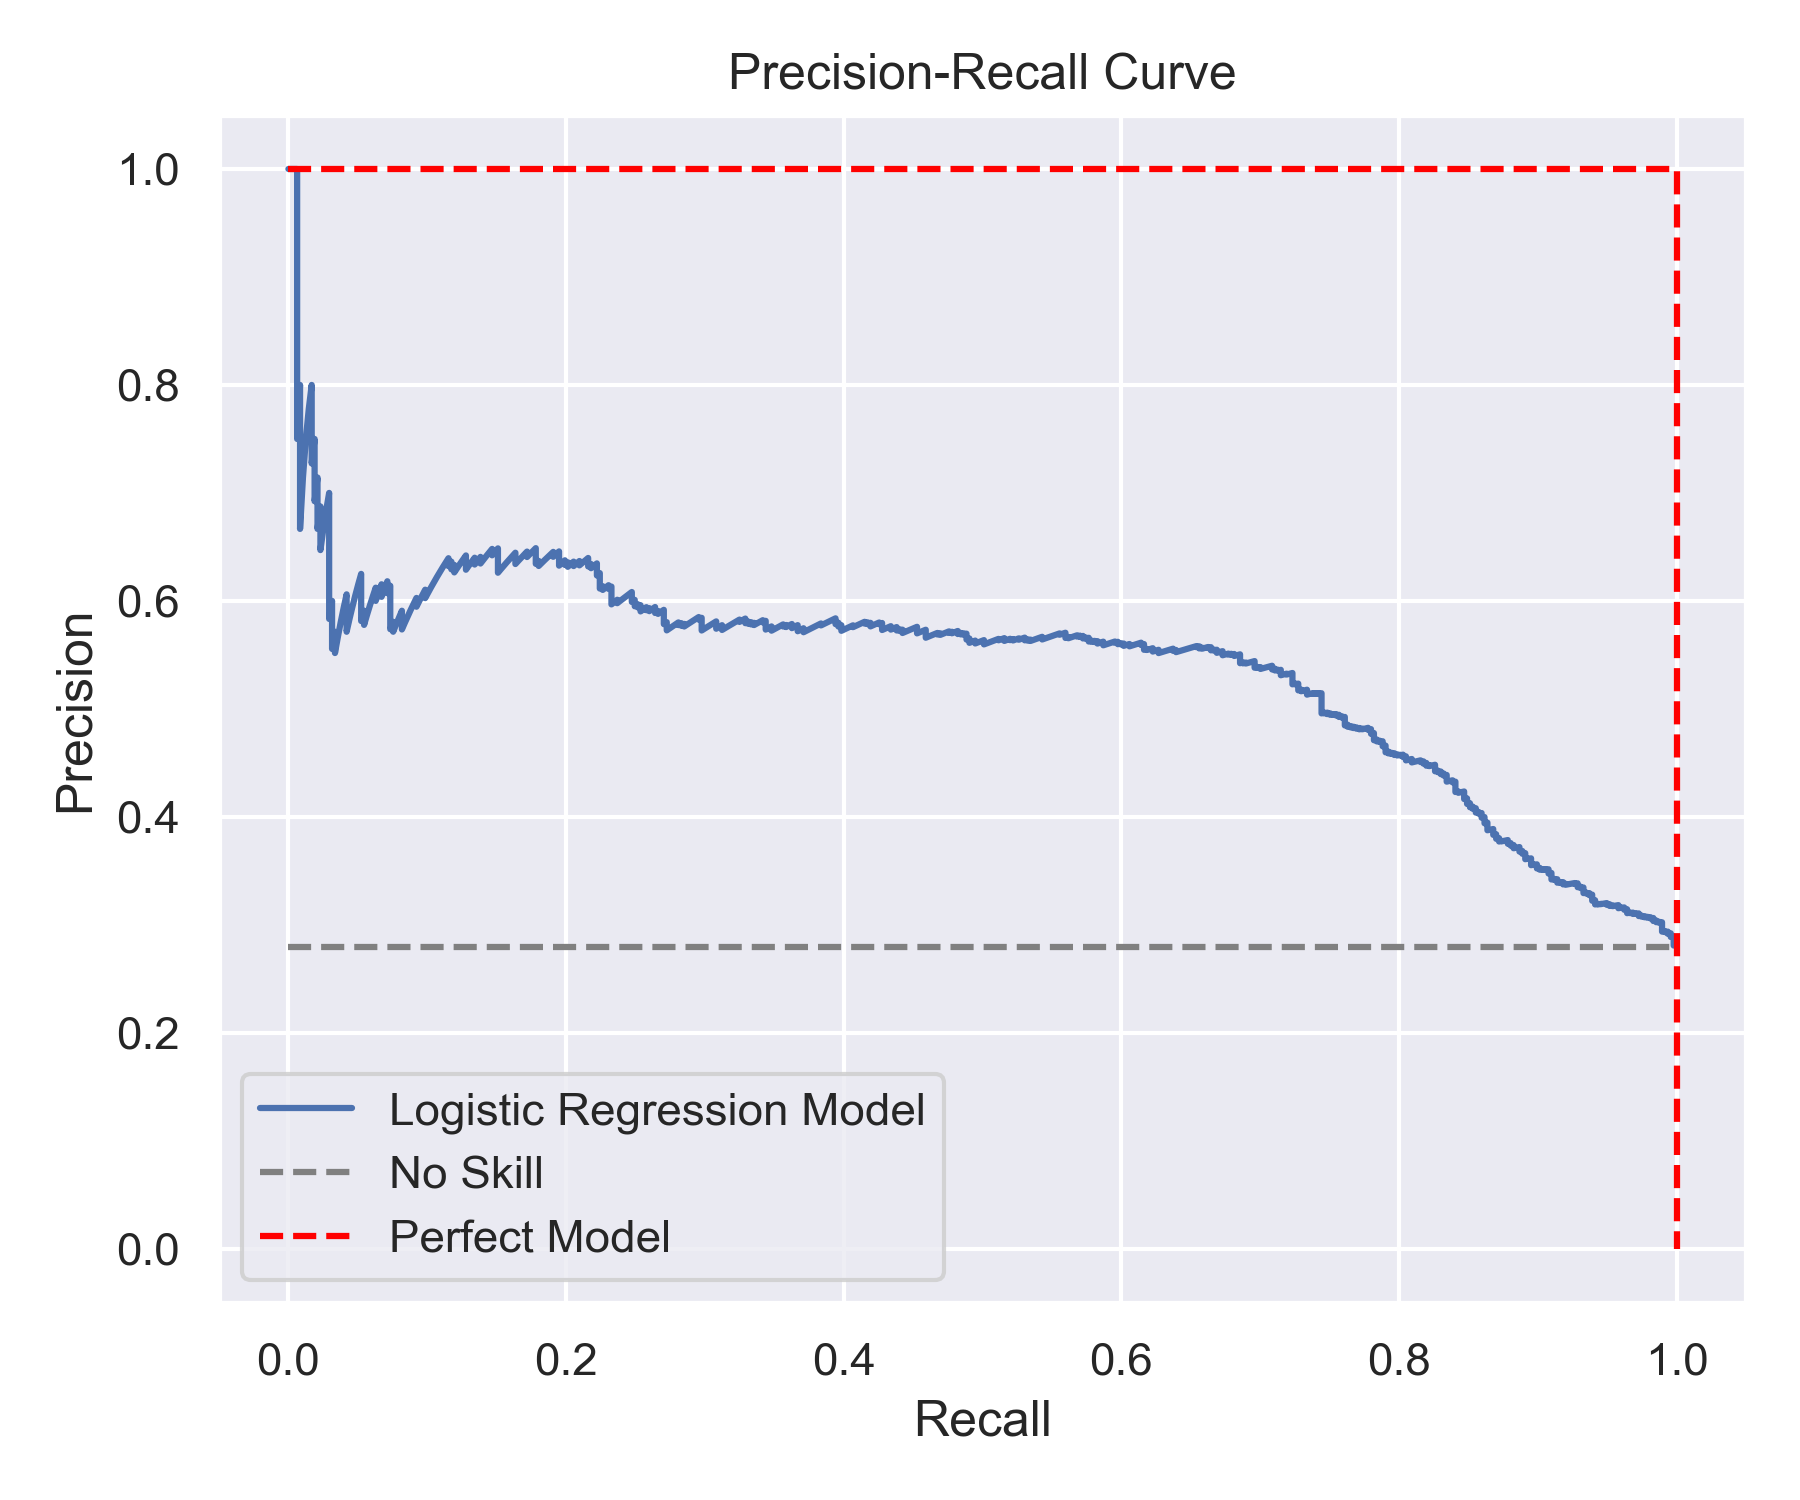 Precision-Recall Curve
1.0
0.8
0.6
0.4
0.2
0.0
Precision
Logistic Regression Model
No Skill
Perfect Model
0.0 0.2 0.4 0.6 0.8 1.0
Recall